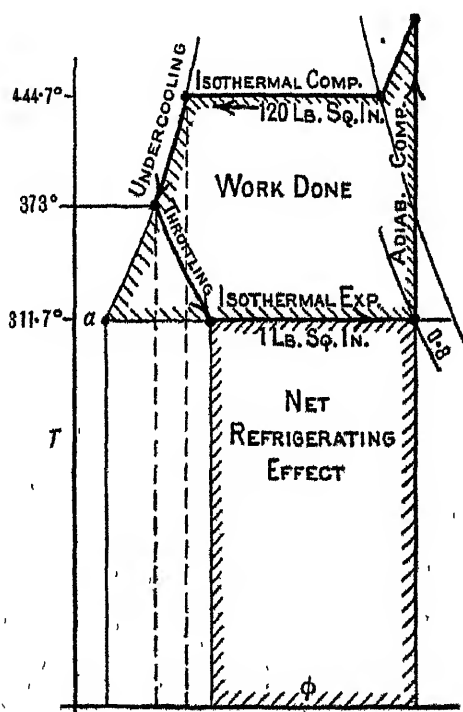 UNDERCOOLING
ISOTHERMAL COMP.
444·7°
120 LB. SQ. IN.
ADIAB. COMP.
WORK DONE
373°
THROTTLING
ISOTHERMAL EXP.
311·7°
a
1 LB. SQ. IN.
0·8
NET
REFRIGERATING
EFFECT
T
ϕ